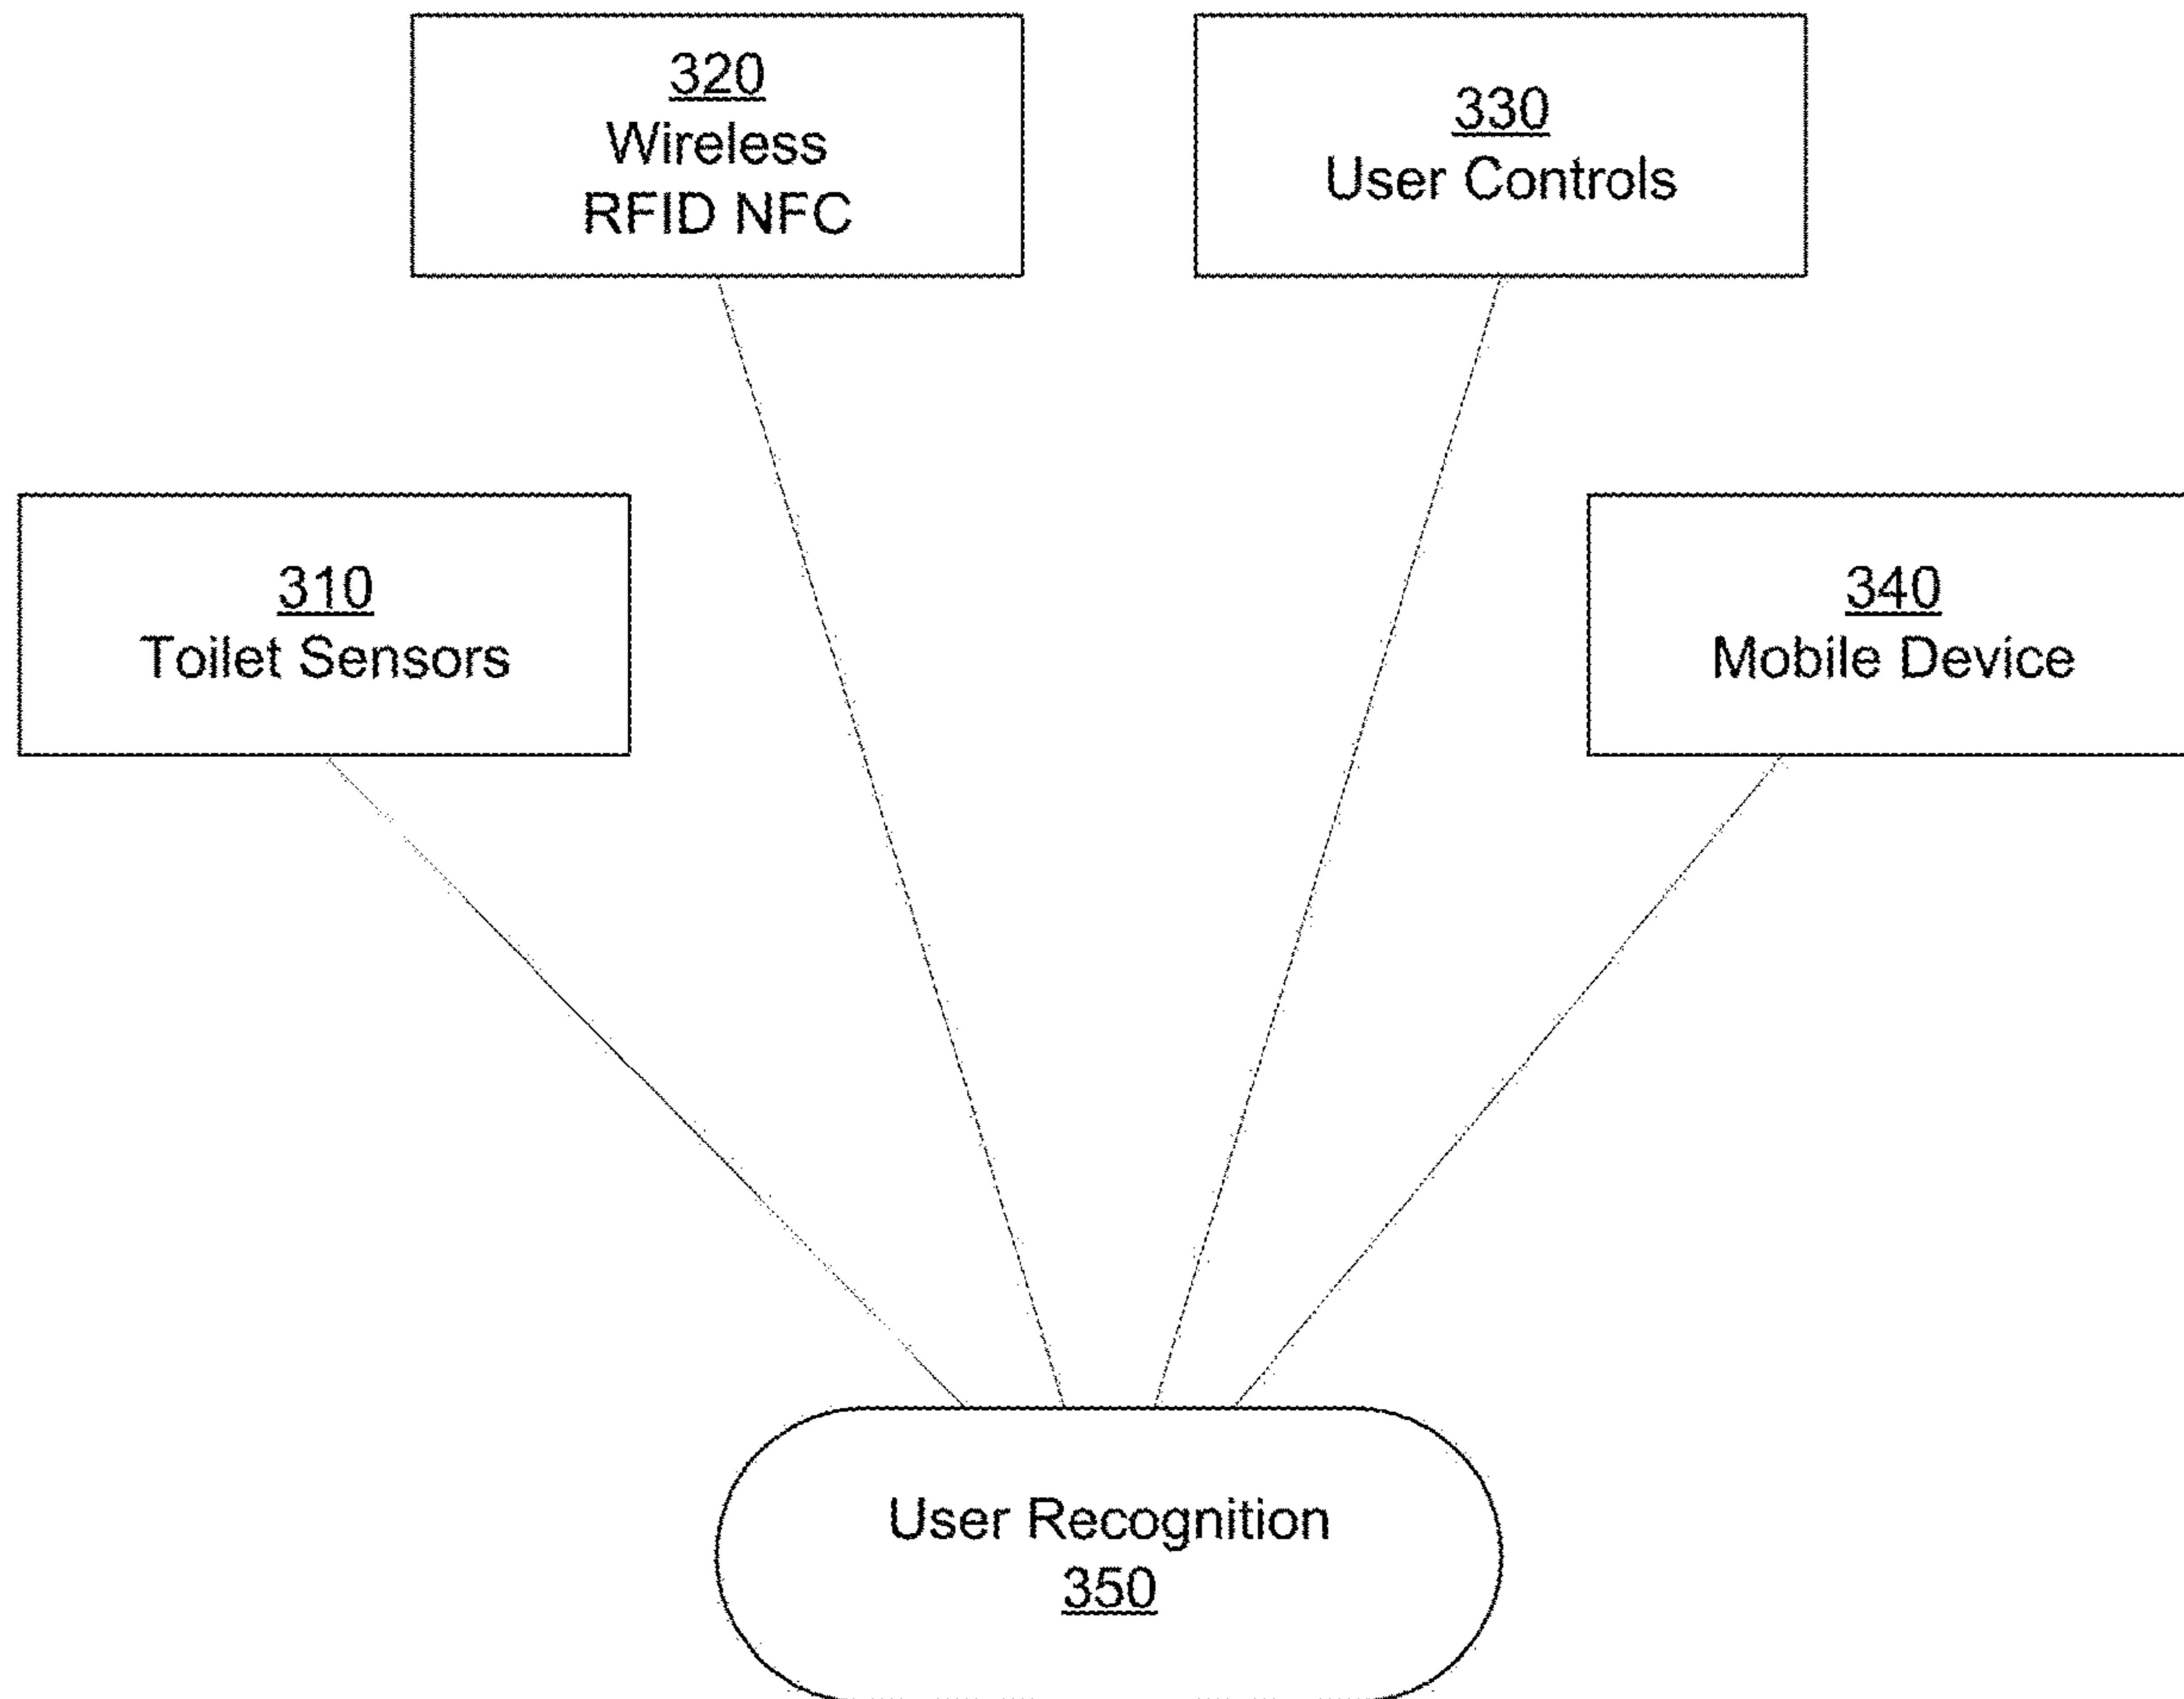 320
Wireless
RFID NFC
330
User Controls
310
Toilet Sensors
340
Mobile Device
User Recognition
350